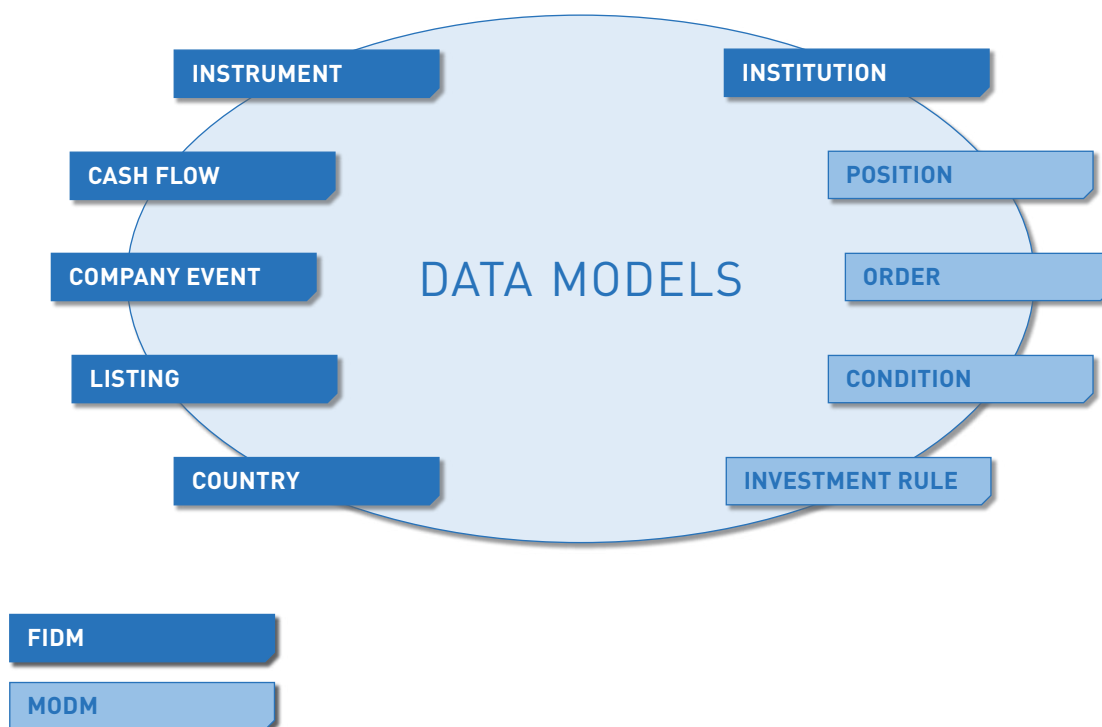 INSTRUMENT
INSTITUTION
CASH FLOW
POSITION
COMPANY EVENT
DATA MODELS
ORDER
LISTING
CONDITION
COUNTRY
INVESTMENT RULE
FIDM
MODM